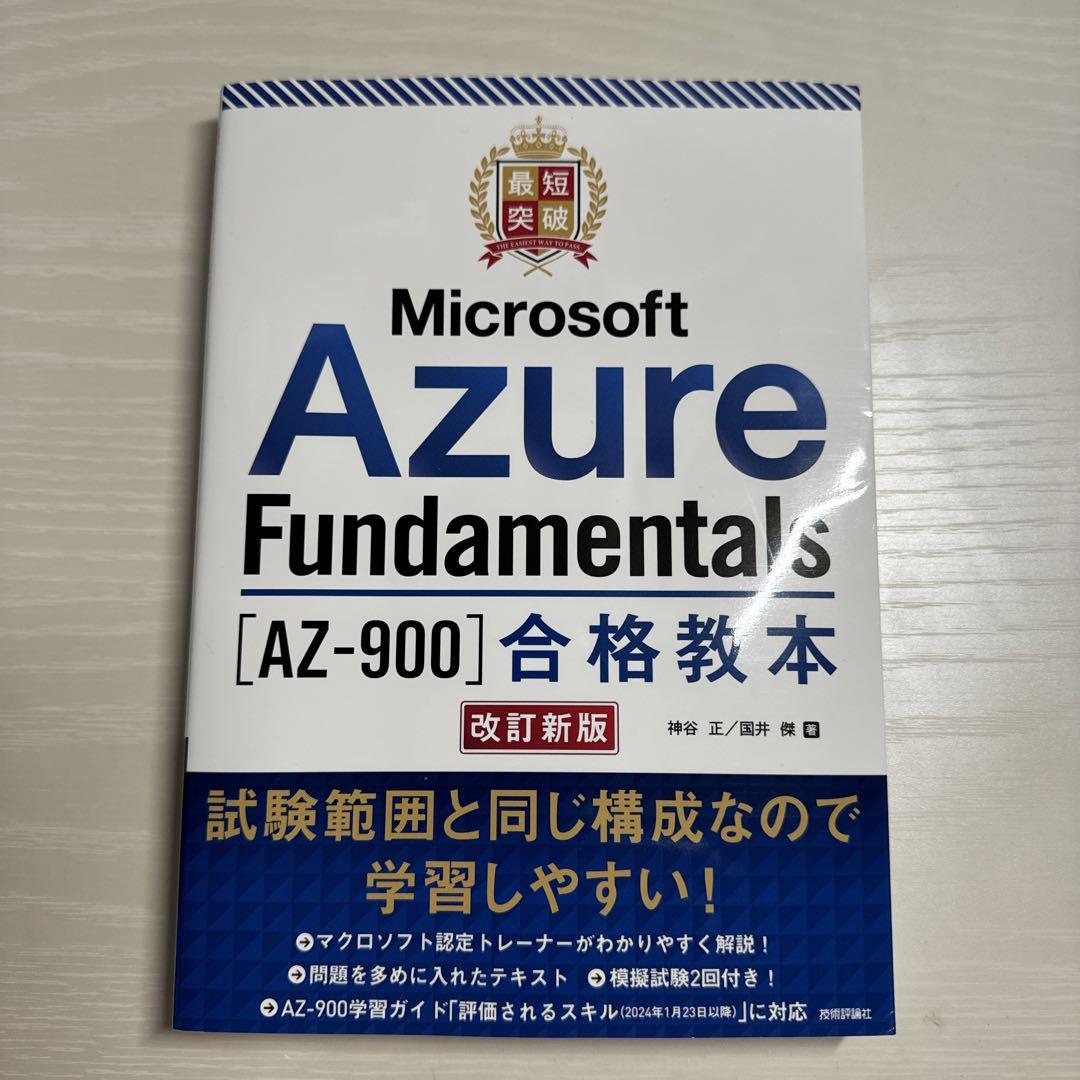 最短
突破
THE EASIEST WAY TO PASS
Microsoft
Azure
Fundamentals
[AZ-900] 合格教本
改訂新版
神谷 正/国井 傑 著
試験範囲と同じ構成なので
学習しやすい!
マクロソフト認定トレーナーがわかりやすく解説!
問題を多めに入れたテキスト 模擬試験2回付き!
AZ-900学習ガイド「評価されるスキル(2024年1月23日以降)」に対応 技術評論社